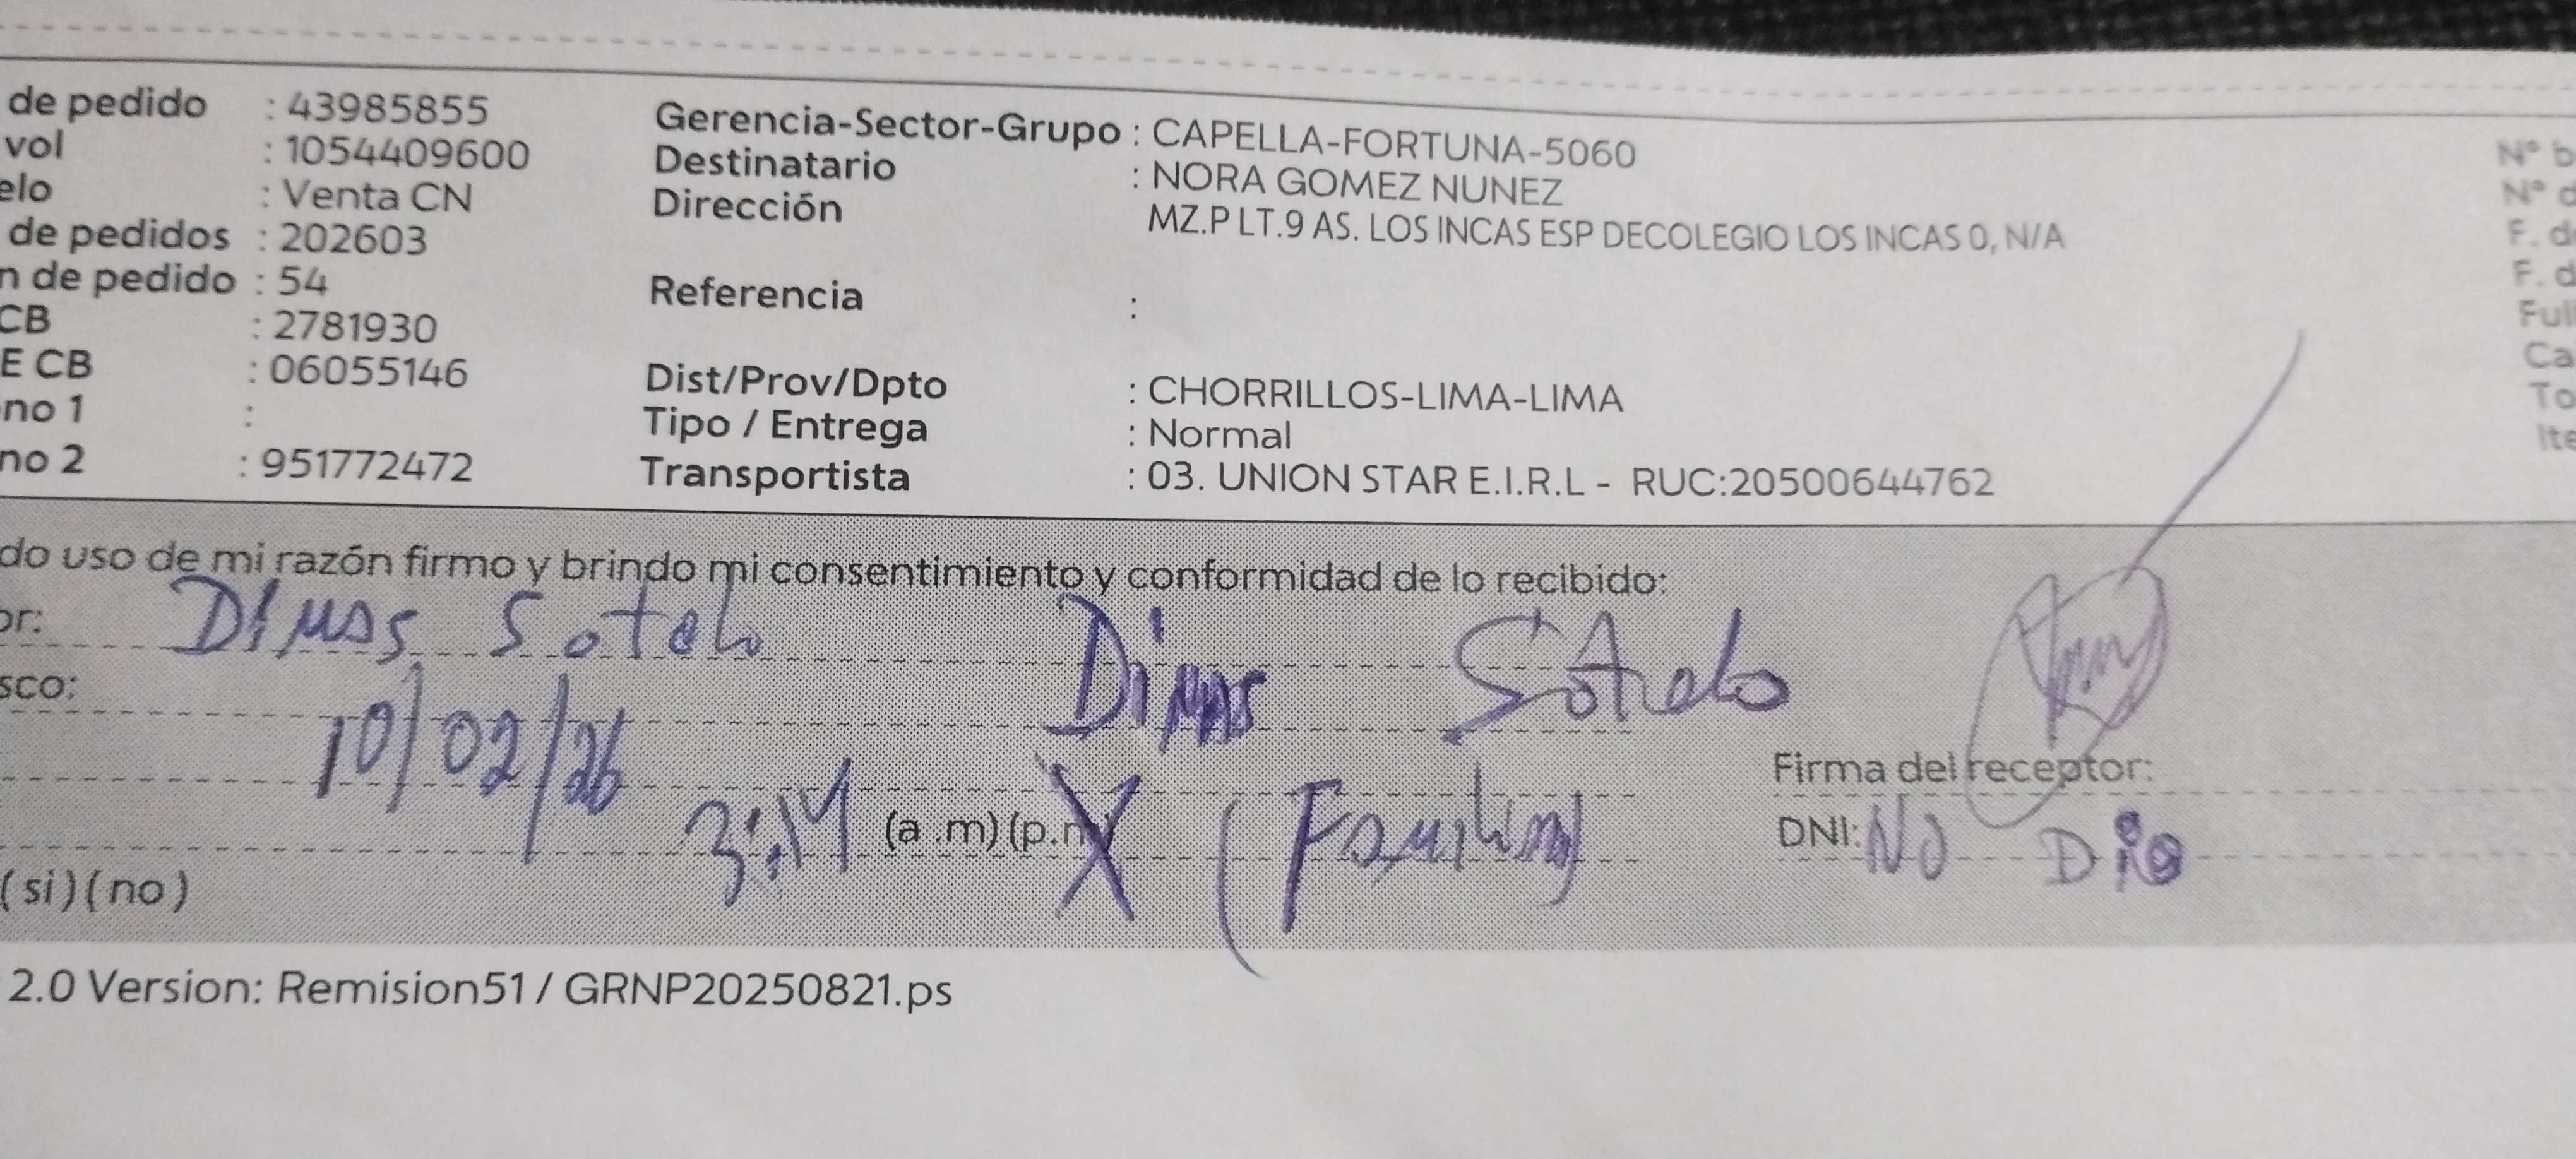 de pedido : 43985855
vol : 1054409600
elo : Venta CN
de pedidos : 202603
n de pedido : 54
CB : 2781930
E CB : 06055146
no 1 :
no 2 : 951772472
Gerencia-Sector-Grupo : CAPELLA-FORTUNA-5060
Destinatario : NORA GOMEZ NUNEZ
Dirección MZ.P LT.9 AS. LOS INCAS ESP DECOLEGIO LOS INCAS 0, N/A
Referencia :
Dist/Prov/Dpto : CHORRILLOS-LIMA-LIMA
Tipo / Entrega : Normal
Transportista : 03. UNION STAR E.I.R.L - RUC:20500644762
N° b
N° d
F. d
F. d
Full
Ca
To
Ite
do uso de mi razón firmo y brindo mi consentimiento y conformidad de lo recibido:
or: Dimas Sotelo Dimas Sotelo
sco:
10/02/26
Firma del receptor:
3:14 (a .m) (p.m) X (Familiar)
DNI: No Dio
( si ) ( no )
2.0 Version: Remision51 / GRNP20250821.ps